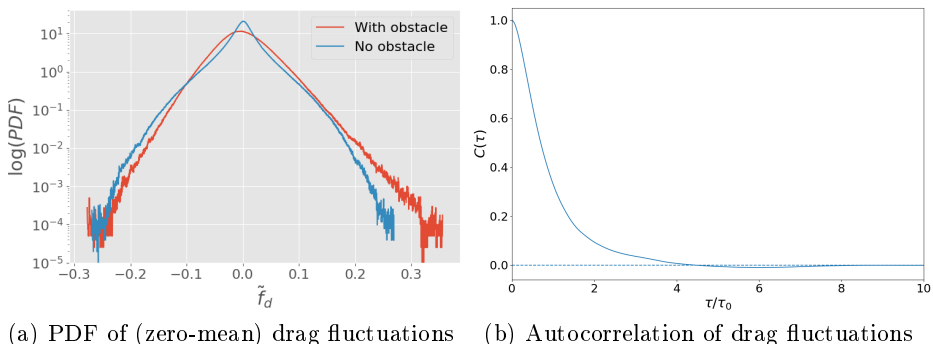 With obstacle
No obstacle
log(PDF)
10^1
10^0
10^-1
10^-2
10^-3
10^-4
10^-5
−0.3 −0.2 −0.1 0.0 0.1 0.2 0.3
f̃_d
(a) PDF of (zero-mean) drag fluctuations
C(τ)
1.0
0.8
0.6
0.4
0.2
0.0
0 2 4 6 8 10
τ/τ_0
(b) Autocorrelation of drag fluctuations